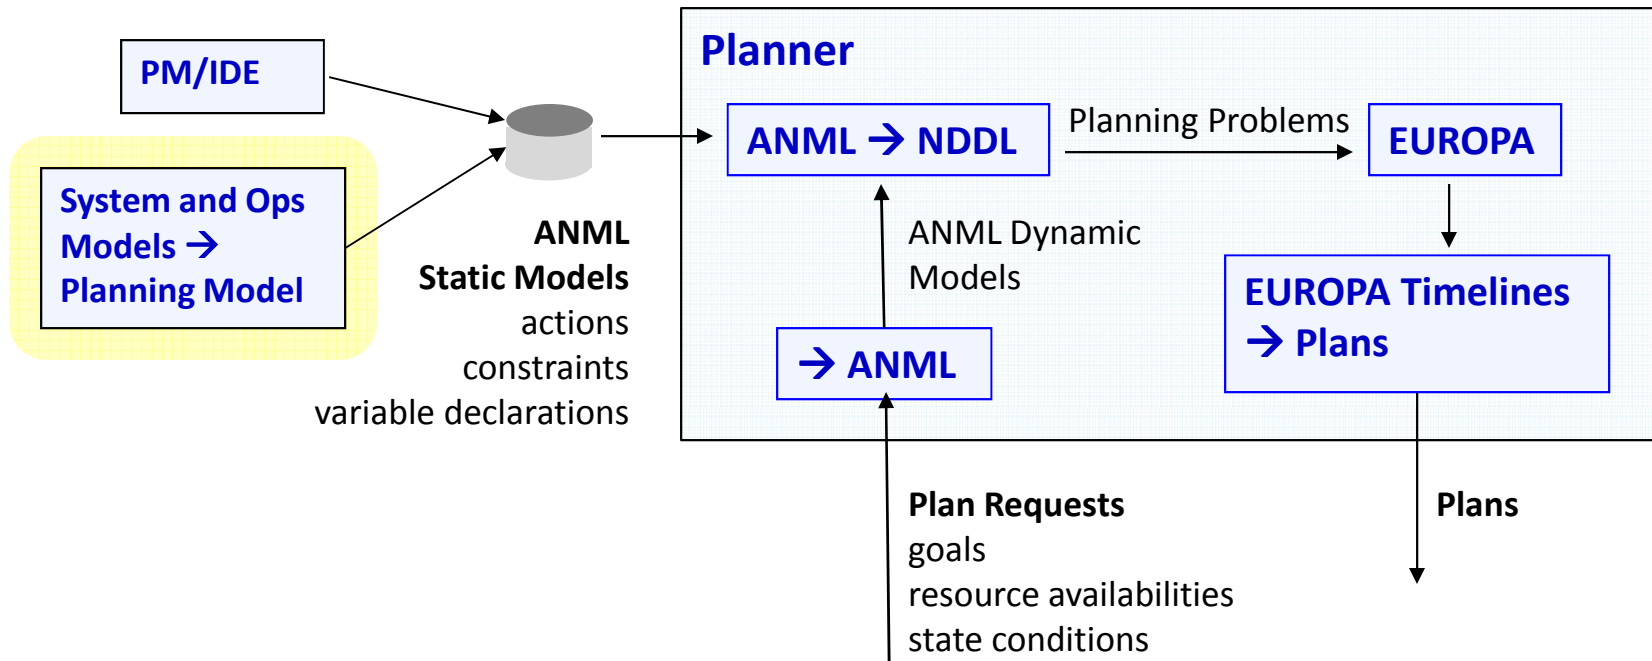 PM/IDE
System and Ops
Models →
Planning Model
ANML
Static Models
actions
constraints
variable declarations
Planner
ANML → NDDL
Planning Problems
EUROPA
ANML Dynamic
Models
→ ANML
EUROPA Timelines
→ Plans
Plan Requests
goals
resource availabilities
state conditions
Plans